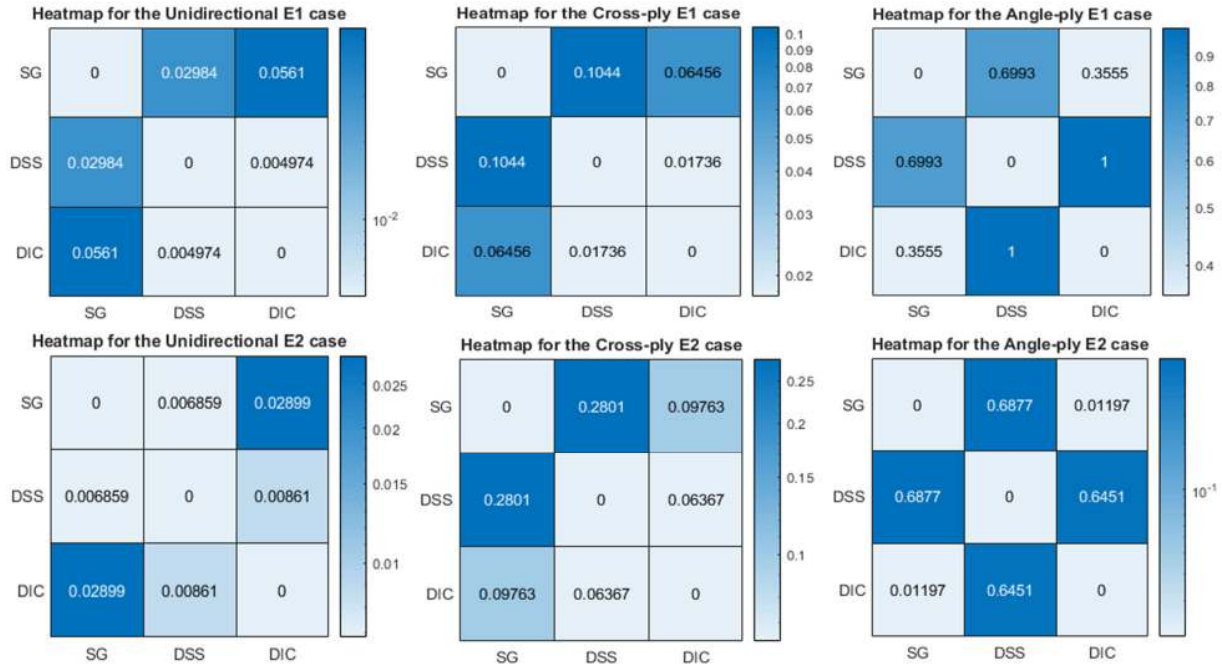 Heatmap for the Unidirectional E1 case
SG 0 0.02984 0.0561
DSS 0.02984 0 0.004974
DIC 0.0561 0.004974 0
SG DSS DIC
10-2
Heatmap for the Cross-ply E1 case
SG 0 0.1044 0.06456
DSS 0.1044 0 0.01736
DIC 0.06456 0.01736 0
SG DSS DIC
0.1
0.09
0.08
0.07
0.06
0.05
0.04
0.03
0.02
Heatmap for the Angle-ply E1 case
SG 0 0.6993 0.3555
DSS 0.6993 0 1
DIC 0.3555 1 0
SG DSS DIC
0.9
0.8
0.7
0.6
0.5
0.4
Heatmap for the Unidirectional E2 case
SG 0 0.006859 0.02899
DSS 0.006859 0 0.00861
DIC 0.02899 0.00861 0
SG DSS DIC
0.025
0.02
0.015
0.01
Heatmap for the Cross-ply E2 case
SG 0 0.2801 0.09763
DSS 0.2801 0 0.06367
DIC 0.09763 0.06367 0
SG DSS DIC
0.25
0.2
0.15
0.1
Heatmap for the Angle-ply E2 case
SG 0 0.6877 0.01197
DSS 0.6877 0 0.6451
DIC 0.01197 0.6451 0
SG DSS DIC
10-1